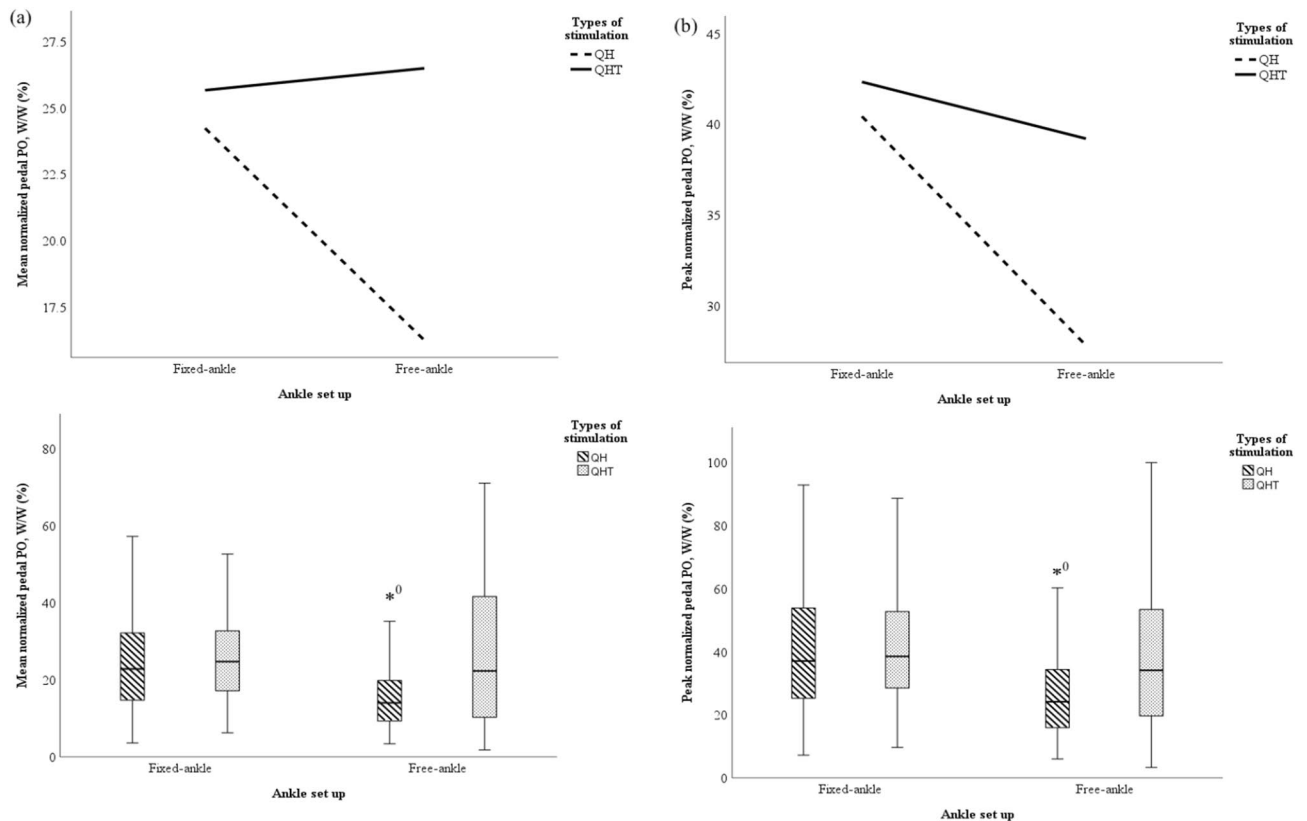 (a)
Types of
stimulation
QH
QHT
Mean normalized pedal PO, W/W (%)
27.5
25.0
22.5
20.0
17.5
Fixed-ankle
Free-ankle
Ankle set up
(b)
Types of
stimulation
QH
QHT
Peak normalized pedal PO, W/W (%)
45
40
35
30
Fixed-ankle
Free-ankle
Ankle set up
Types of
stimulation
QH
QHT
Mean normalized pedal PO, W/W (%)
80
60
40
20
0
*0
Fixed-ankle
Free-ankle
Ankle set up
Types of
stimulation
QH
QHT
Peak normalized pedal PO, W/W (%)
100
80
60
40
20
0
*0
Fixed-ankle
Free-ankle
Ankle set up